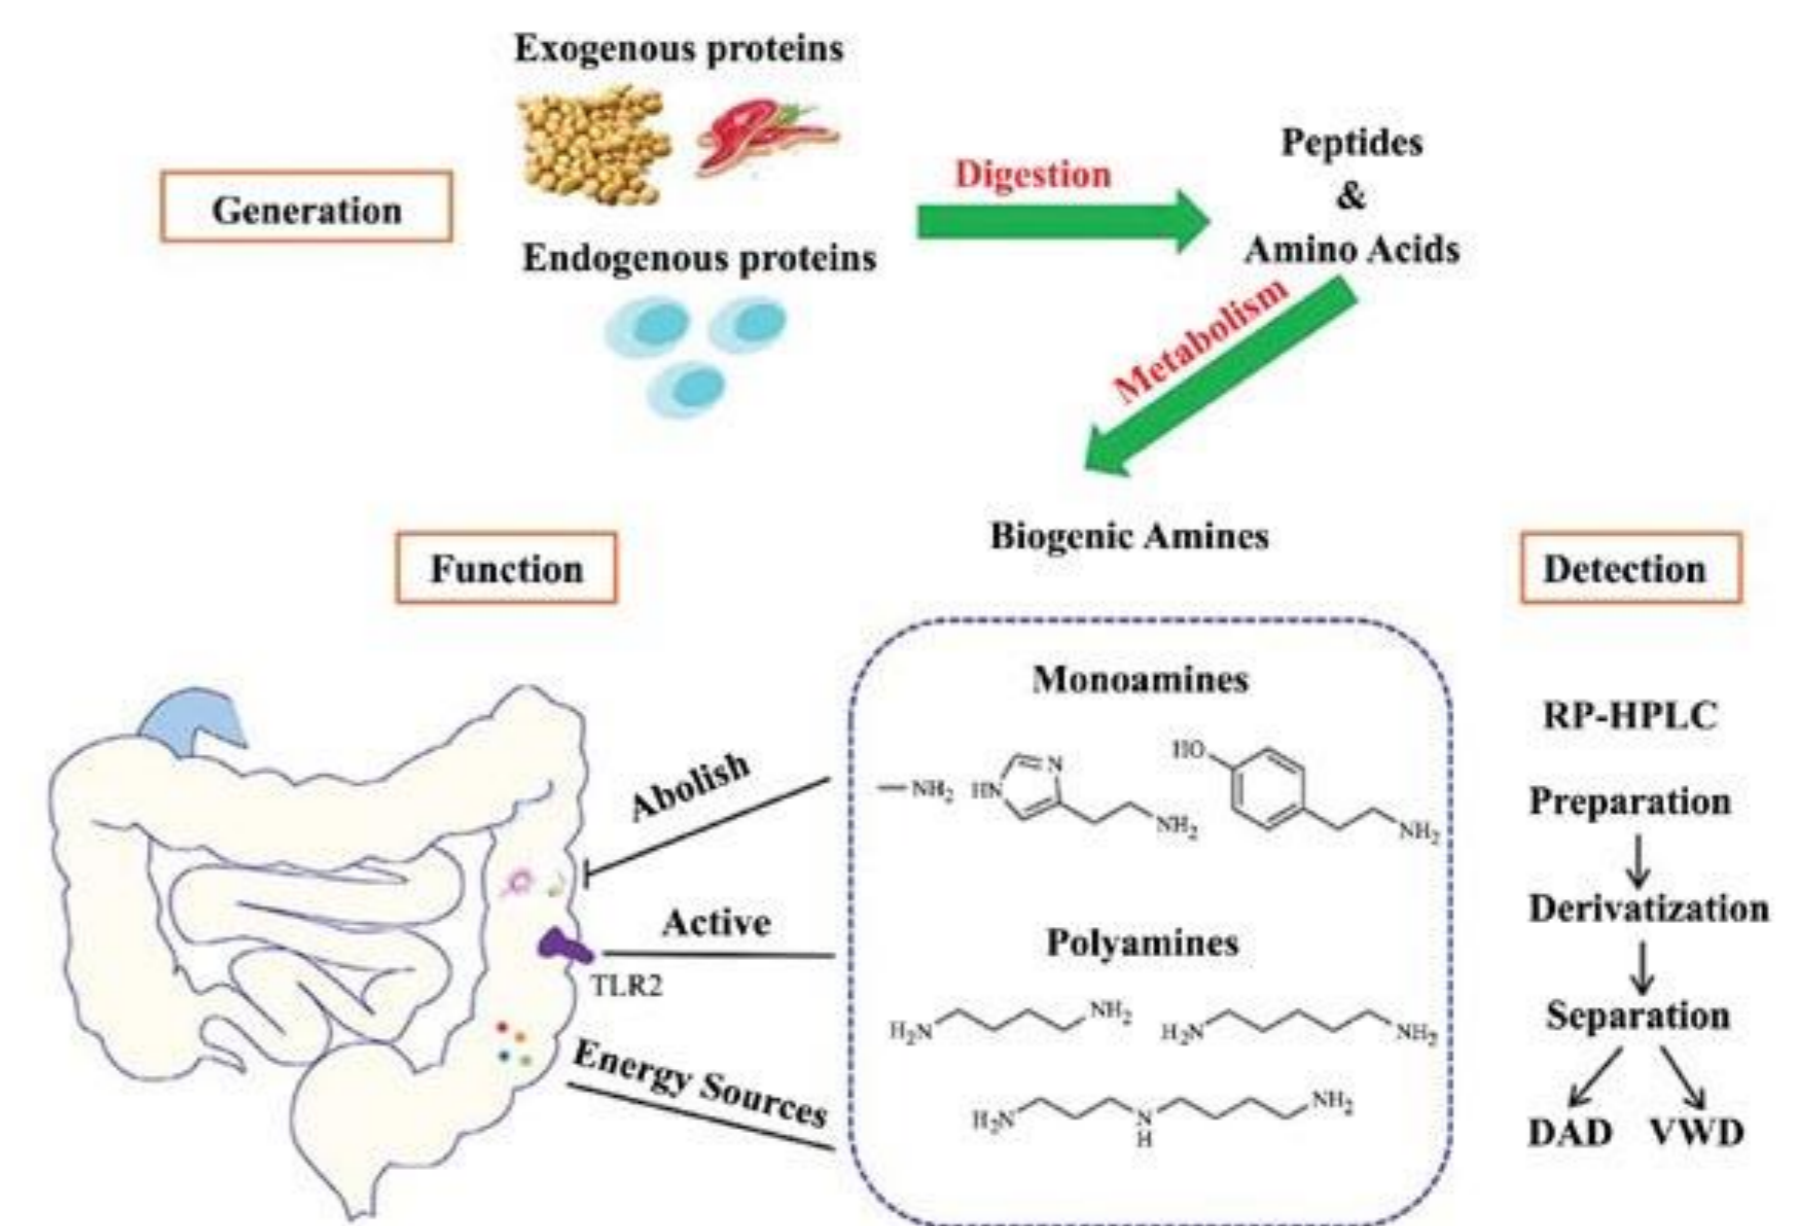 Exogenous proteins
Generation
Endogenous proteins
Digestion
Peptides
&
Amino Acids
Metabolism
Biogenic Amines
Function
Abolish
Active
TLR2
Energy Sources
Monoamines
NH2
HN
N
NH2
HO
NH2
Polyamines
H2N
NH2
H2N
NH2
H2N
N
H
NH2
Detection
RP-HPLC
Preparation
Derivatization
Separation
DAD VWD